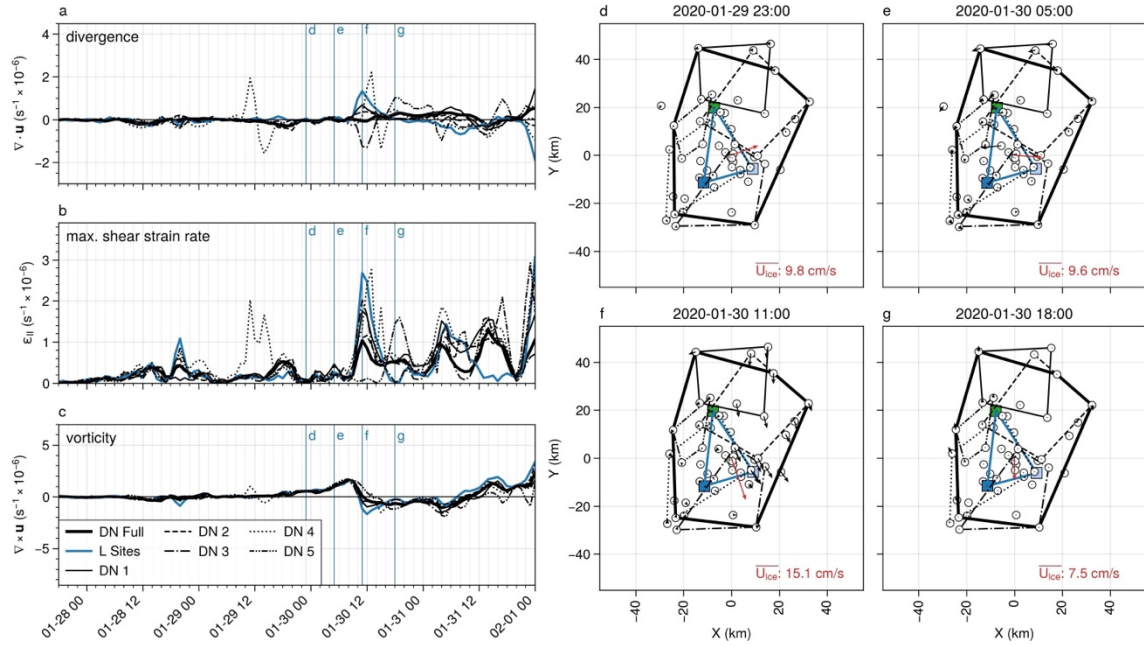 a
divergence
d
e
f
g
4
2
0
−2
∇ · u (s⁻¹ × 10⁻⁶)
b
max. shear strain rate
3
2
1
0
ε_II (s⁻¹ × 10⁻⁶)
c
vorticity
d
e
f
g
5
0
−5
∇ × u (s⁻¹ × 10⁻⁶)
DN Full
L Sites
DN 1
DN 2
DN 3
DN 4
DN 5
01-28 00
01-28 12
01-29 00
01-29 12
01-30 00
01-30 12
01-31 00
01-31 12
02-01 00
d
2020-01-29 23:00
40
20
0
−20
−40
Y (km)
U_ice: 9.8 cm/s
e
2020-01-30 05:00
U_ice: 9.6 cm/s
f
2020-01-30 11:00
40
20
0
−20
−40
Y (km)
U_ice: 15.1 cm/s
−40
−20
0
20
40
X (km)
g
2020-01-30 18:00
U_ice: 7.5 cm/s
−40
−20
0
20
40
X (km)